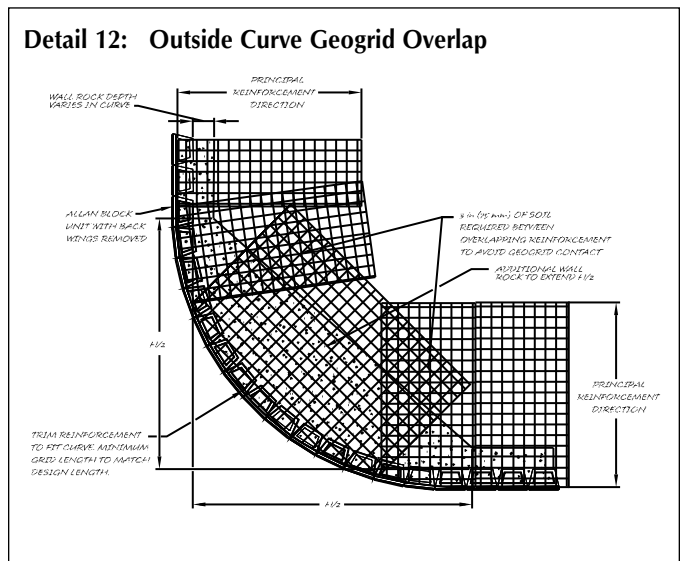 Detail 12: Outside Curve Geogrid Overlap
PRINCIPAL
REINFORCEMENT
DIRECTION
WALL ROCK DEPTH
VARIES IN CURVE
ALLAN BLOCK
UNIT WITH BACK
WINGS REMOVED
3 in (75 mm) OF SOIL
REQUIRED BETWEEN
OVERLAPPING REINFORCEMENT
TO AVOID GEOGRID CONTACT
ADDITIONAL WALL
ROCK TO EXTEND H/2
H/2
PRINCIPAL
REINFORCEMENT
DIRECTION
TRIM REINFORCEMENT
TO FIT CURVE. MINIMUM
GRID LENGTH TO MATCH
DESIGN LENGTH.
H/2